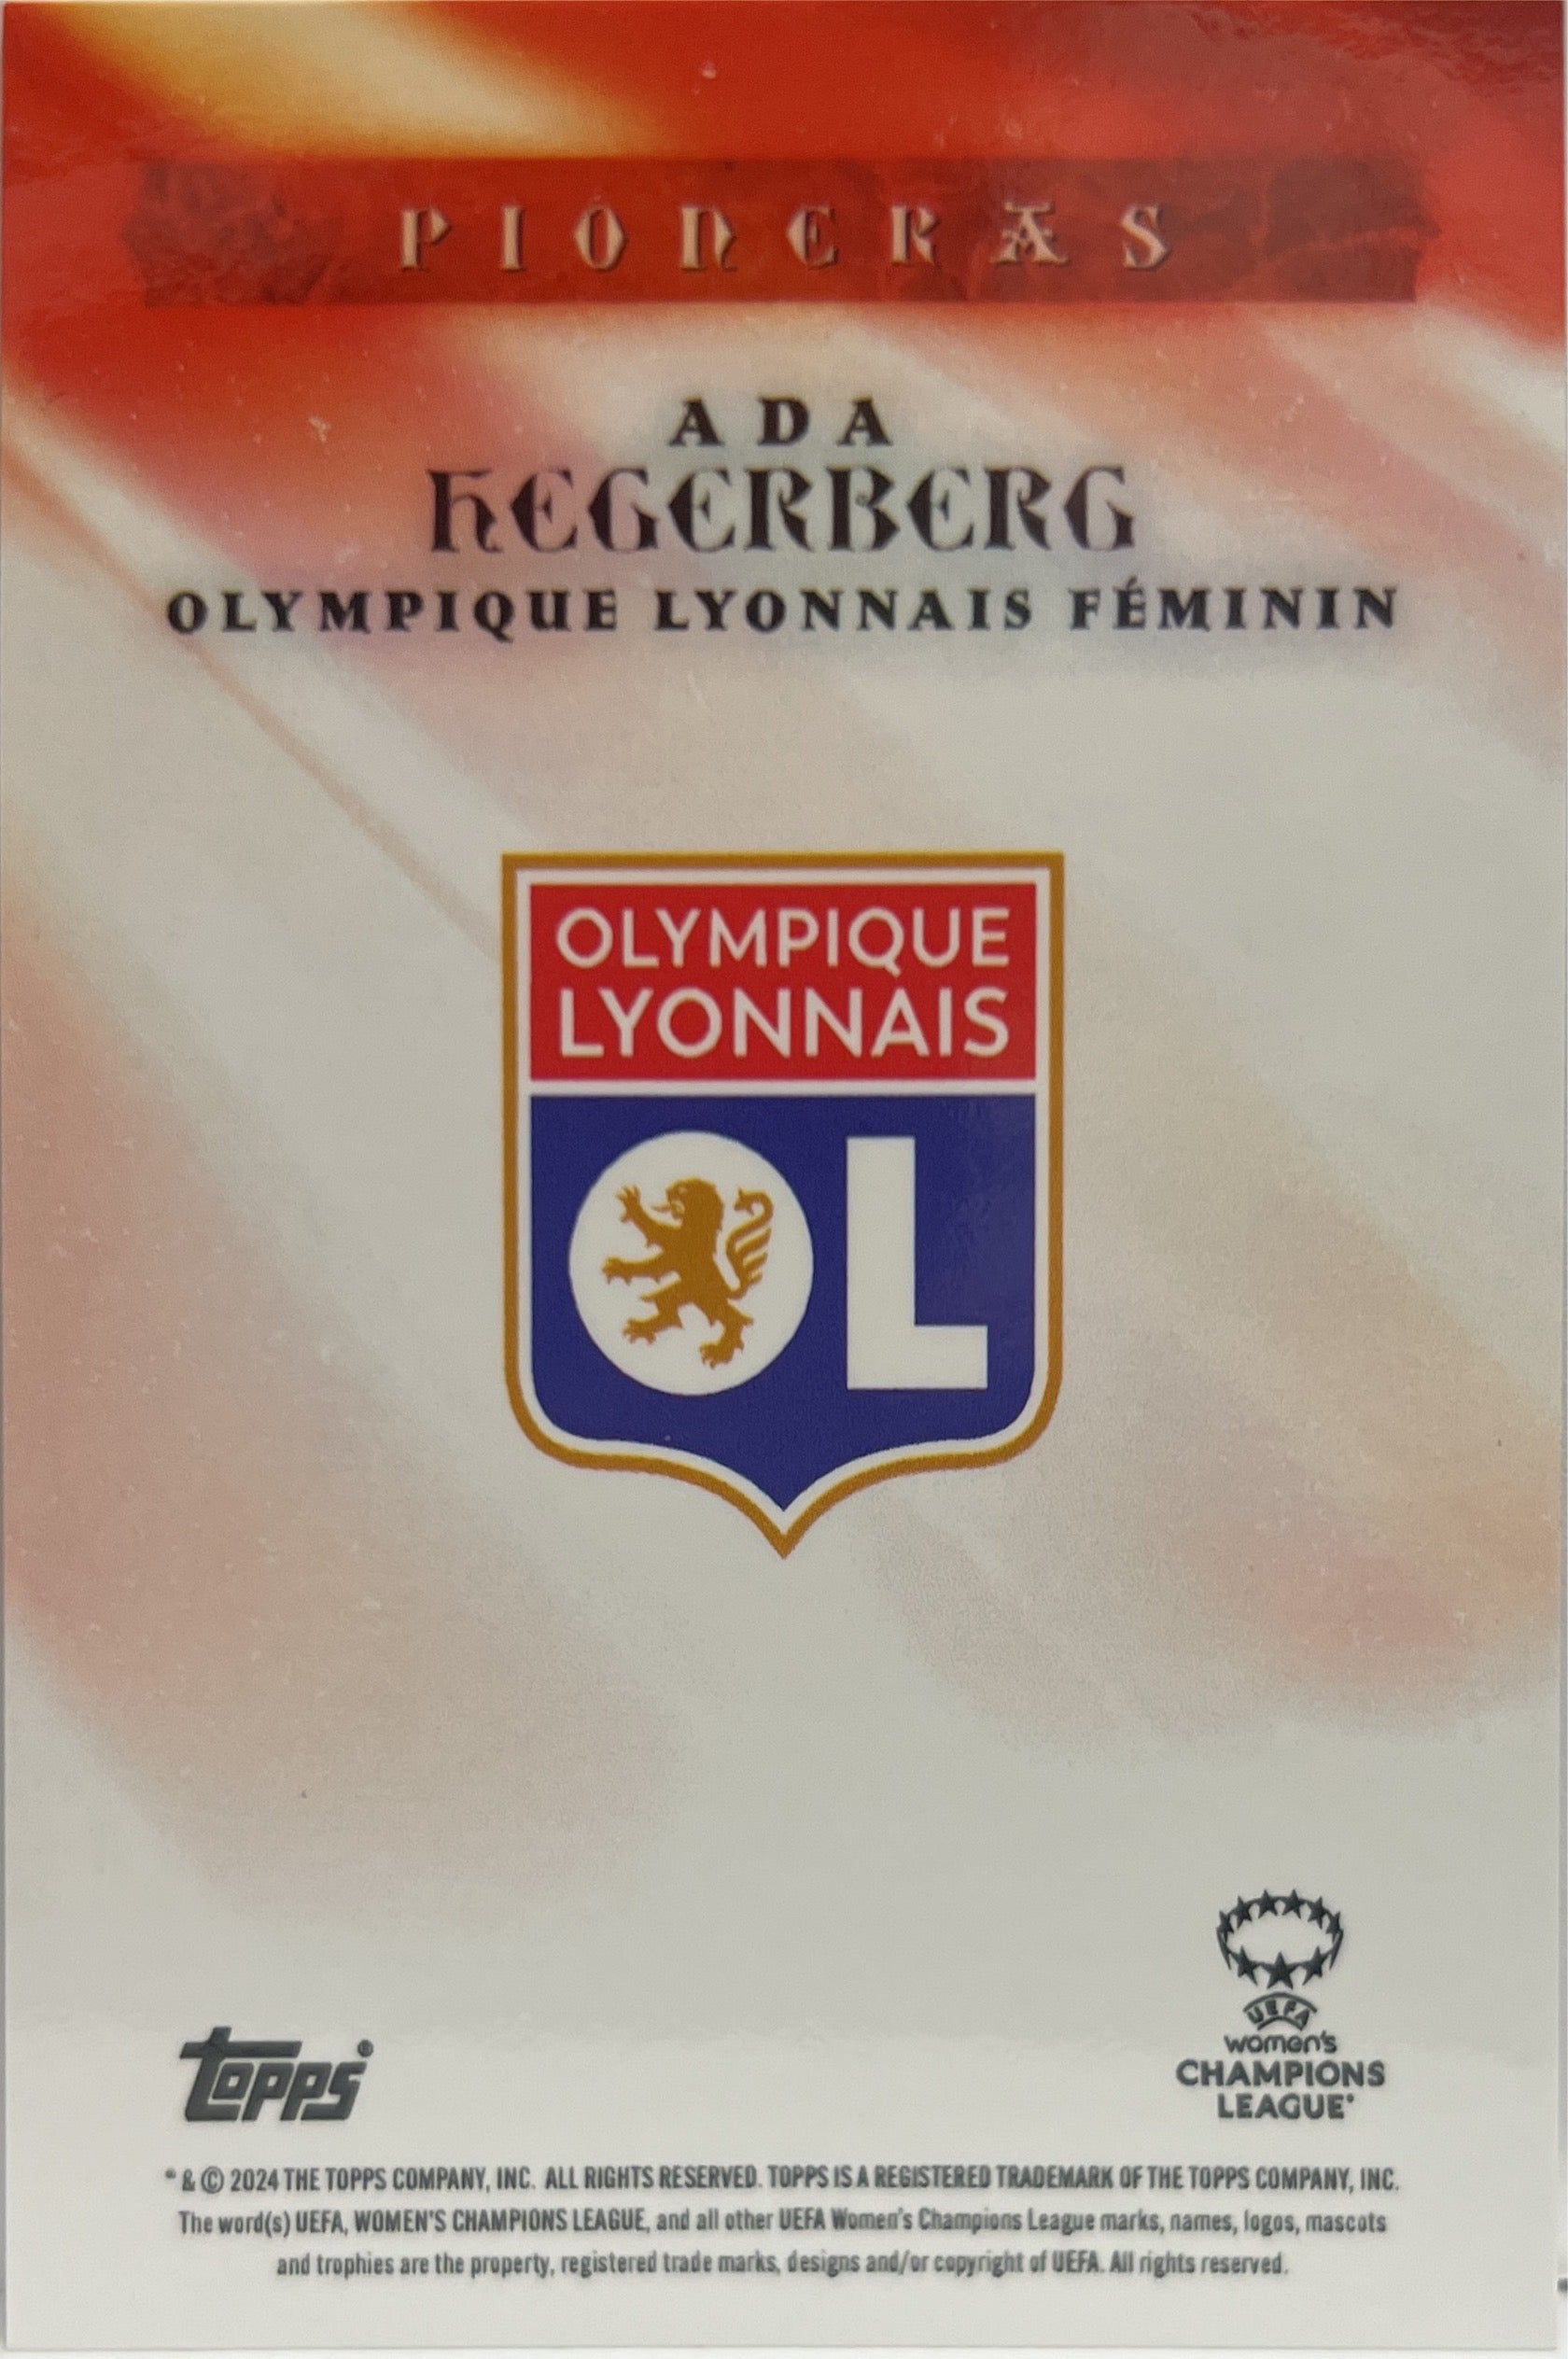 PIONERAS
ADA
HEGERBERG
OLYMPIQUE LYONNAIS FÉMININ
OLYMPIQUE
LYONNAIS
OL
topps®
UEFA
women's
CHAMPIONS
LEAGUE®
® & © 2024 THE TOPPS COMPANY, INC. ALL RIGHTS RESERVED. TOPPS IS A REGISTERED TRADEMARK OF THE TOPPS COMPANY, INC.
The word(s) UEFA, WOMEN'S CHAMPIONS LEAGUE, and all other UEFA Women's Champions League marks, names, logos, mascots
and trophies are the property, registered trade marks, designs and/or copyright of UEFA. All rights reserved.